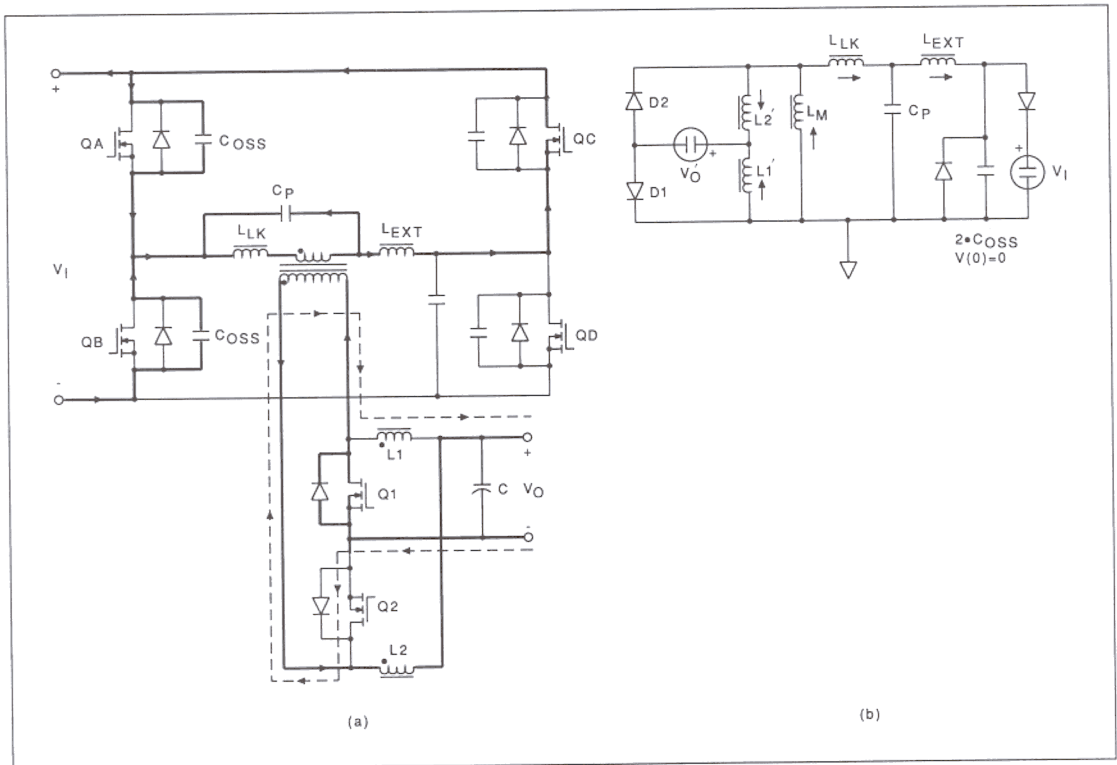 +
QA
COSS
QC
CP
LLK
LEXT
VI
QB
COSS
QD
-
L1
+
Q1
C
VO
-
Q2
L2
(a)
LLK
LEXT
D2
L2'
LM
CP
VO'
+
+
VI
D1
L1'
2•COSS
V(0)=0
(b)